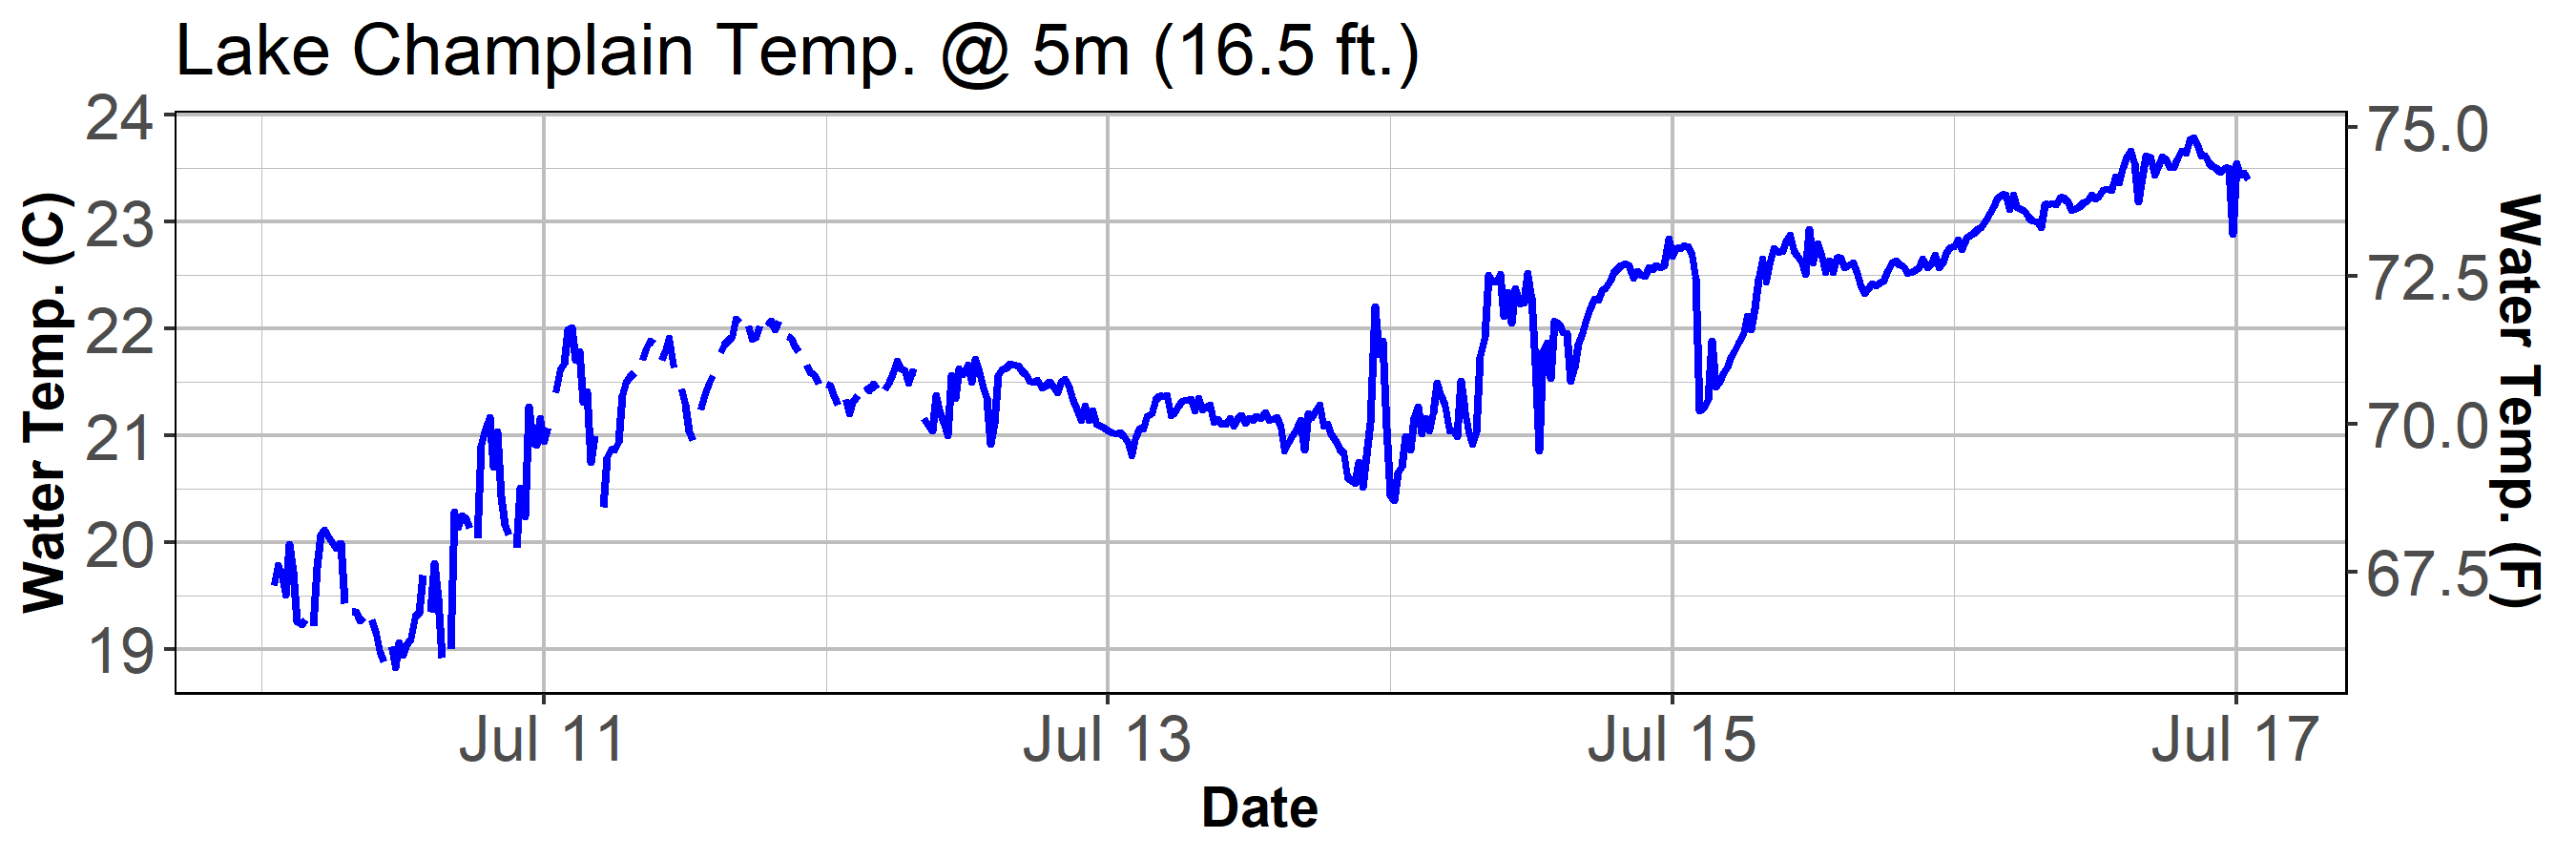 Lake Champlain Temp. @ 5m (16.5 ft.)
Water Temp. (C)
24
23
22
21
20
19
75.0
72.5
70.0
67.5
Water Temp. (F)
Jul 11
Jul 13
Jul 15
Jul 17
Date